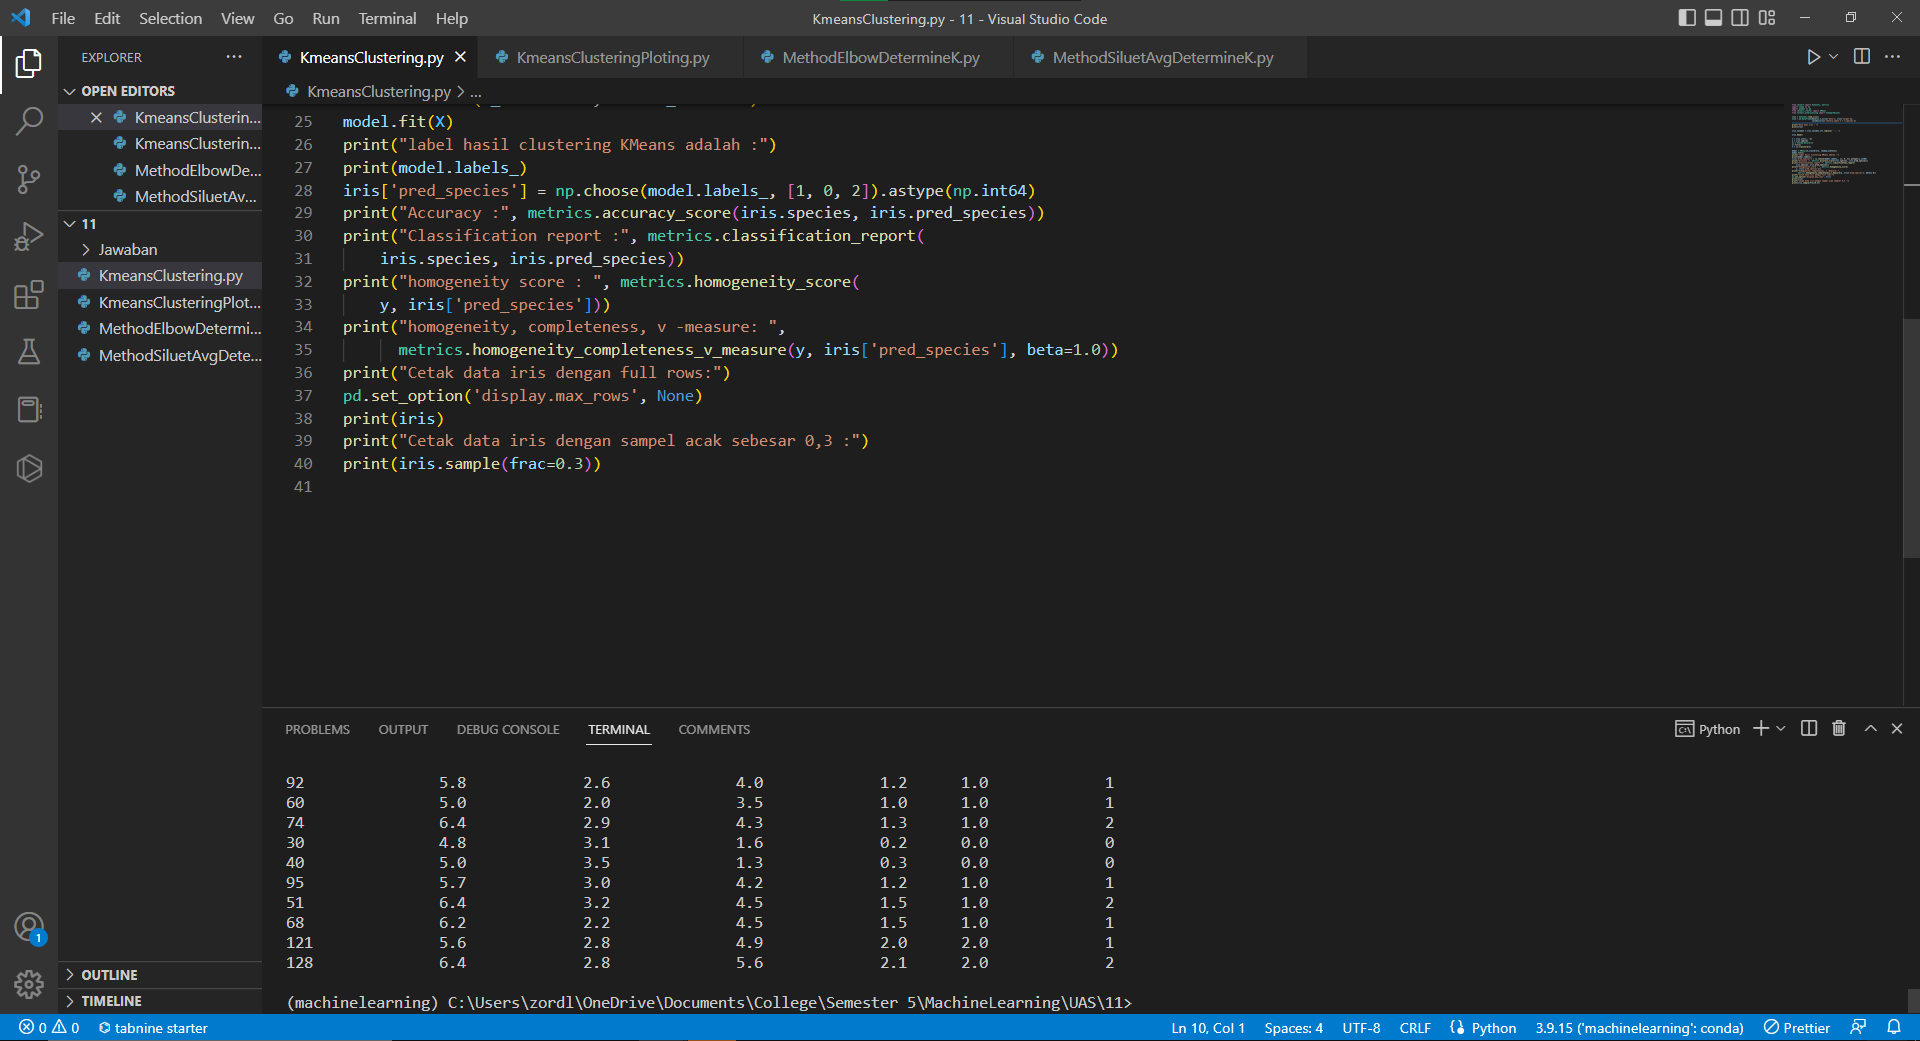 File Edit Selection View Go Run Terminal Help
KmeansClustering.py - 11 - Visual Studio Code
EXPLORER ...
OPEN EDITORS
KmeansClusterin...
KmeansClusterin...
MethodElbowDe...
MethodSiluetAv...
11
Jawaban
KmeansClustering.py
KmeansClusteringPlot...
MethodElbowDetermi...
MethodSiluetAvgDete...
OUTLINE
TIMELINE
1
KmeansClustering.py KmeansClusteringPloting.py MethodElbowDetermineK.py MethodSiluetAvgDetermineK.py
KmeansClustering.py > ...
25 model.fit(X)
26 print("label hasil clustering KMeans adalah :")
27 print(model.labels_)
28 iris['pred_species'] = np.choose(model.labels_, [1, 0, 2]).astype(np.int64)
29 print("Accuracy :", metrics.accuracy_score(iris.species, iris.pred_species))
30 print("Classification report :", metrics.classification_report(
31 iris.species, iris.pred_species))
32 print("homogeneity score : ", metrics.homogeneity_score(
33 y, iris['pred_species']))
34 print("homogeneity, completeness, v -measure: ",
35 metrics.homogeneity_completeness_v_measure(y, iris['pred_species'], beta=1.0))
36 print("Cetak data iris dengan full rows:")
37 pd.set_option('display.max_rows', None)
38 print(iris)
39 print("Cetak data iris dengan sampel acak sebesar 0,3 :")
40 print(iris.sample(frac=0.3))
41
PROBLEMS OUTPUT DEBUG CONSOLE TERMINAL COMMENTS
Python
92 5.8 2.6 4.0 1.2 1.0 1
60 5.0 2.0 3.5 1.0 1.0 1
74 6.4 2.9 4.3 1.3 1.0 2
30 4.8 3.1 1.6 0.2 0.0 0
40 5.0 3.5 1.3 0.3 0.0 0
95 5.7 3.0 4.2 1.2 1.0 1
51 6.4 3.2 4.5 1.5 1.0 2
68 6.2 2.2 4.5 1.5 1.0 1
121 5.6 2.8 4.9 2.0 2.0 1
128 6.4 2.8 5.6 2.1 2.0 2
(machinelearning) C:\Users\zordl\OneDrive\Documents\College\Semester 5\MachineLearning\UAS\11>
0 0 tabnine starter
Ln 10, Col 1 Spaces: 4 UTF-8 CRLF Python 3.9.15 ('machinelearning': conda) Prettier